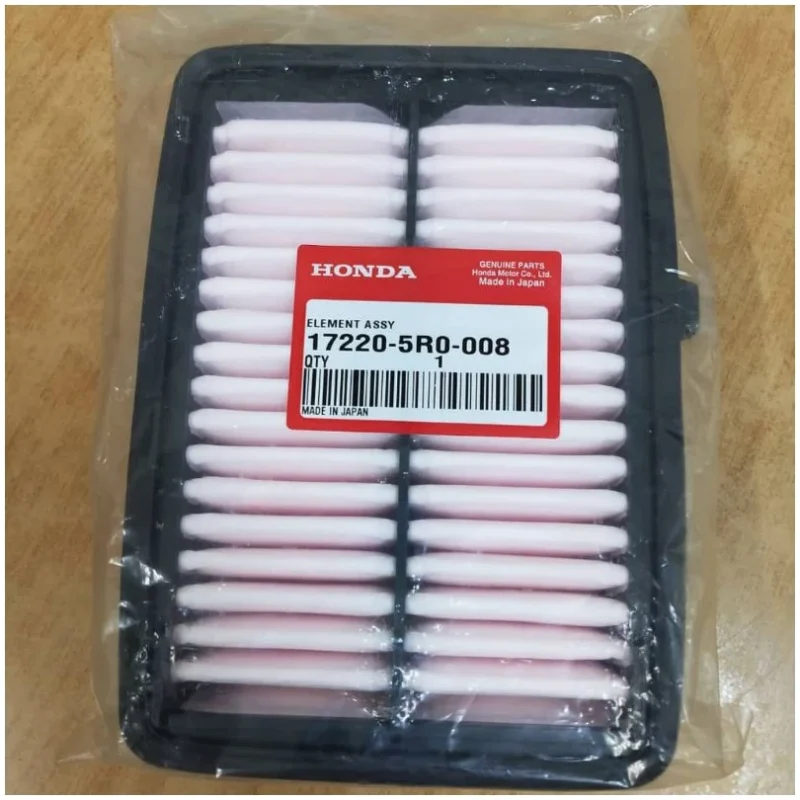 HONDA
GENUINE PARTS
Honda Motor Co., Ltd.
Made in Japan
ELEMENT ASSY
17220-5R0-008
QTY 1
MADE IN JAPAN